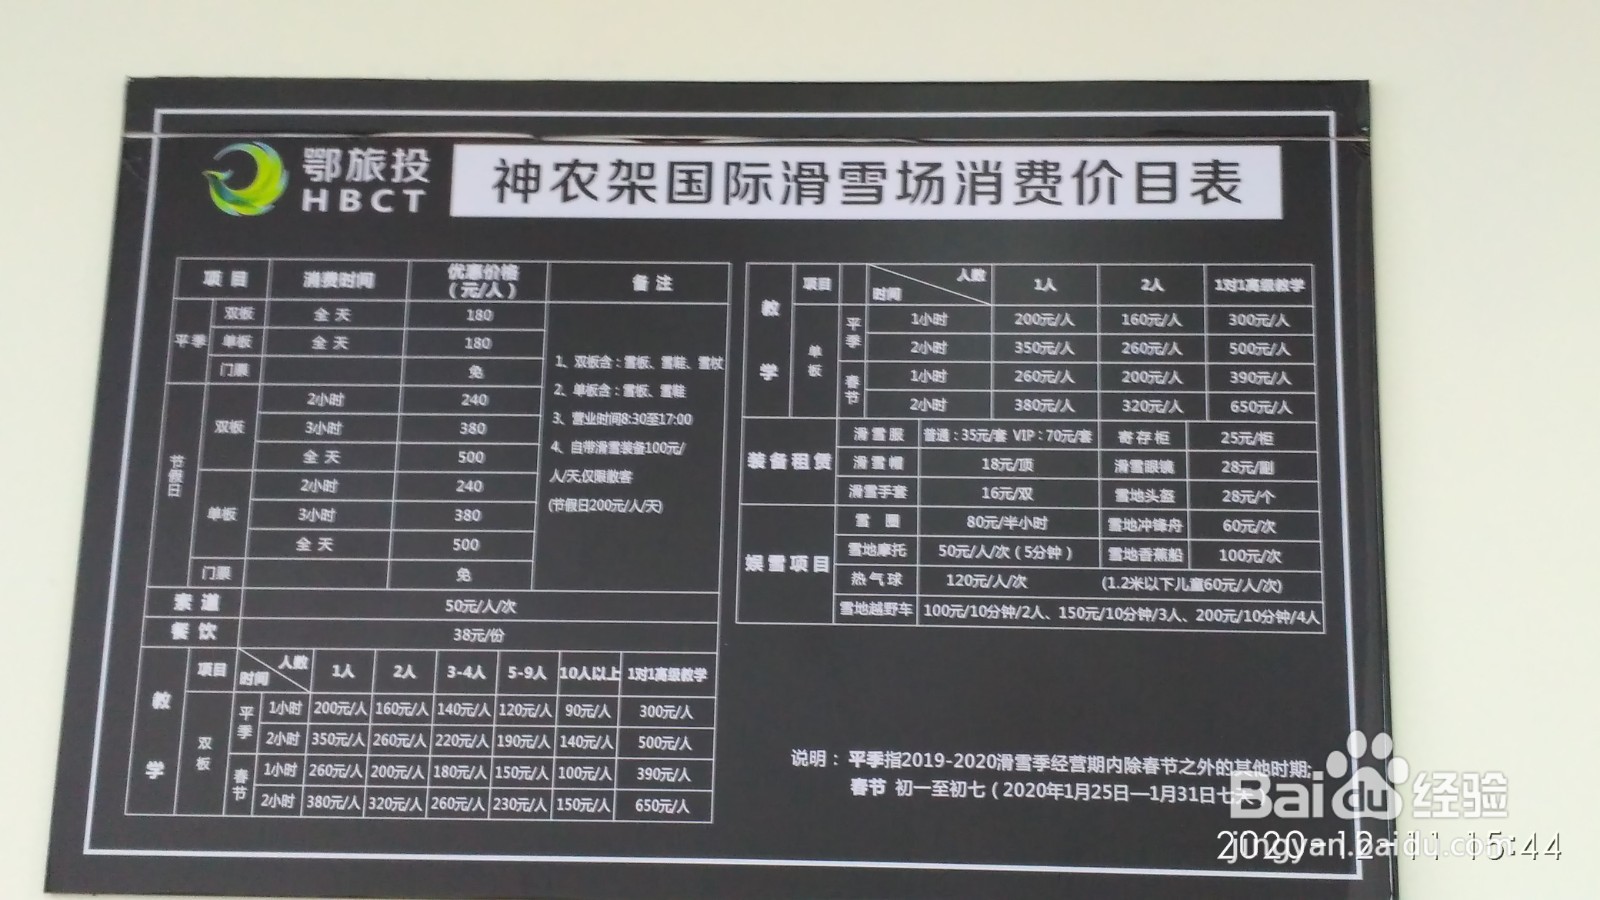 鄂旅投
HBCT
神农架国际滑雪场消费价目表
项目 消费时间 优惠价格（元/人） 备注
平季 双板 全天 180
单板 全天 180
门票 免
节假日 双板 2小时 240
3小时 380
全天 500
单板 2小时 240
3小时 380
全天 500
门票 免
1、双板含：雪板、雪鞋、雪杖
2、单板含：雪板、雪鞋
3、营业时间8:30至17:00
4、自带滑雪装备100元/
人/天仅限散客
(节假日200元/人/天)
索道 50元/人/次
餐饮 38元/份
教学 项目 人数 时间 1人 2人 3-4人 5-9人 10人以上 1对1高级教学
双板 平季 1小时 200元/人 160元/人 140元/人 120元/人 90元/人 300元/人
2小时 350元/人 260元/人 220元/人 190元/人 140元/人 500元/人
春节 1小时 260元/人 200元/人 180元/人 150元/人 100元/人 390元/人
2小时 380元/人 320元/人 260元/人 230元/人 150元/人 650元/人
教学 项目 人数 时间 1人 2人 1对1高级教学
单板 平季 1小时 200元/人 160元/人 300元/人
2小时 350元/人 260元/人 500元/人
春节 1小时 260元/人 200元/人 390元/人
2小时 380元/人 320元/人 650元/人
装备租赁 滑雪服 普通：35元/套 VIP：70元/套 寄存柜 25元/柜
滑雪帽 18元/顶 滑雪眼镜 28元/副
滑雪手套 16元/双 雪地头盔 28元/个
娱雪项目 雪圈 80元/半小时 雪地冲锋舟 60元/次
雪地摩托 50元/人/次（5分钟） 雪地香蕉船 100元/次
热气球 120元/人/次 (1.2米以下儿童60元/人/次)
雪地越野车 100元/10分钟/2人、150元/10分钟/3人、200元/10分钟/4人
说明：平季指2019-2020滑雪季经营期内除春节之外的其他时期;
春节 初一至初七（2020年1月25日—1月31日七天）
Baidu经验
jingyan.baidu.com
2020-12-11 15:44